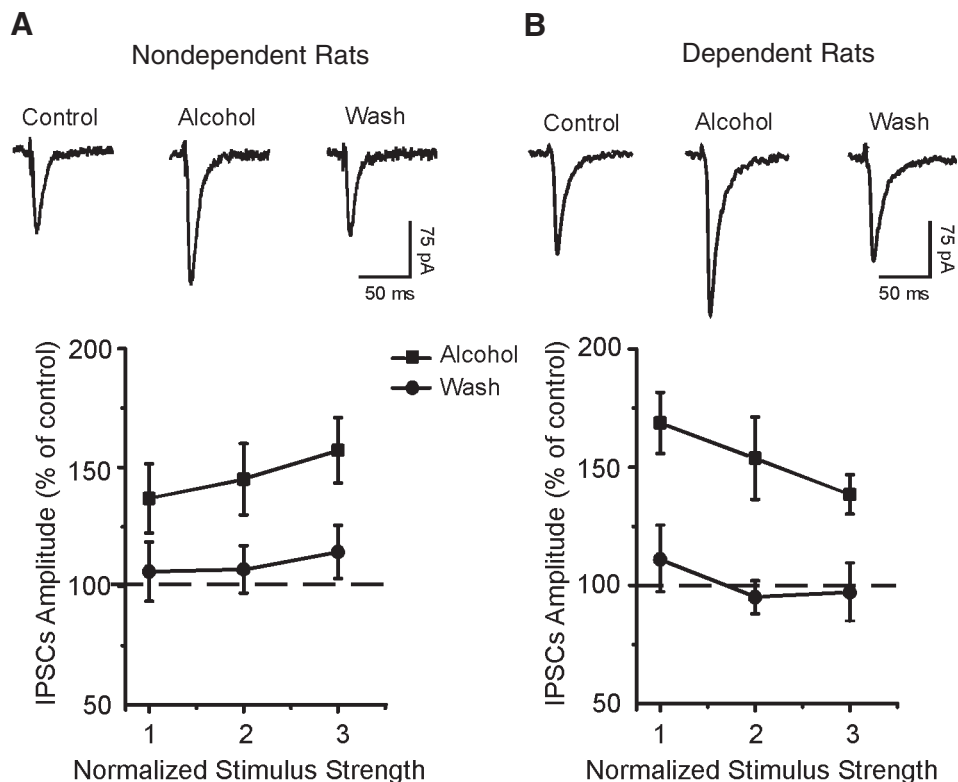 A
Nondependent Rats
Control
Alcohol
Wash
75 pA
50 ms
B
Dependent Rats
Control
Alcohol
Wash
75 pA
50 ms
IPSCs Amplitude (% of control)
200
150
100
50
1
2
3
Normalized Stimulus Strength
Alcohol
Wash
IPSCs Amplitude (% of control)
200
150
100
50
1
2
3
Normalized Stimulus Strength